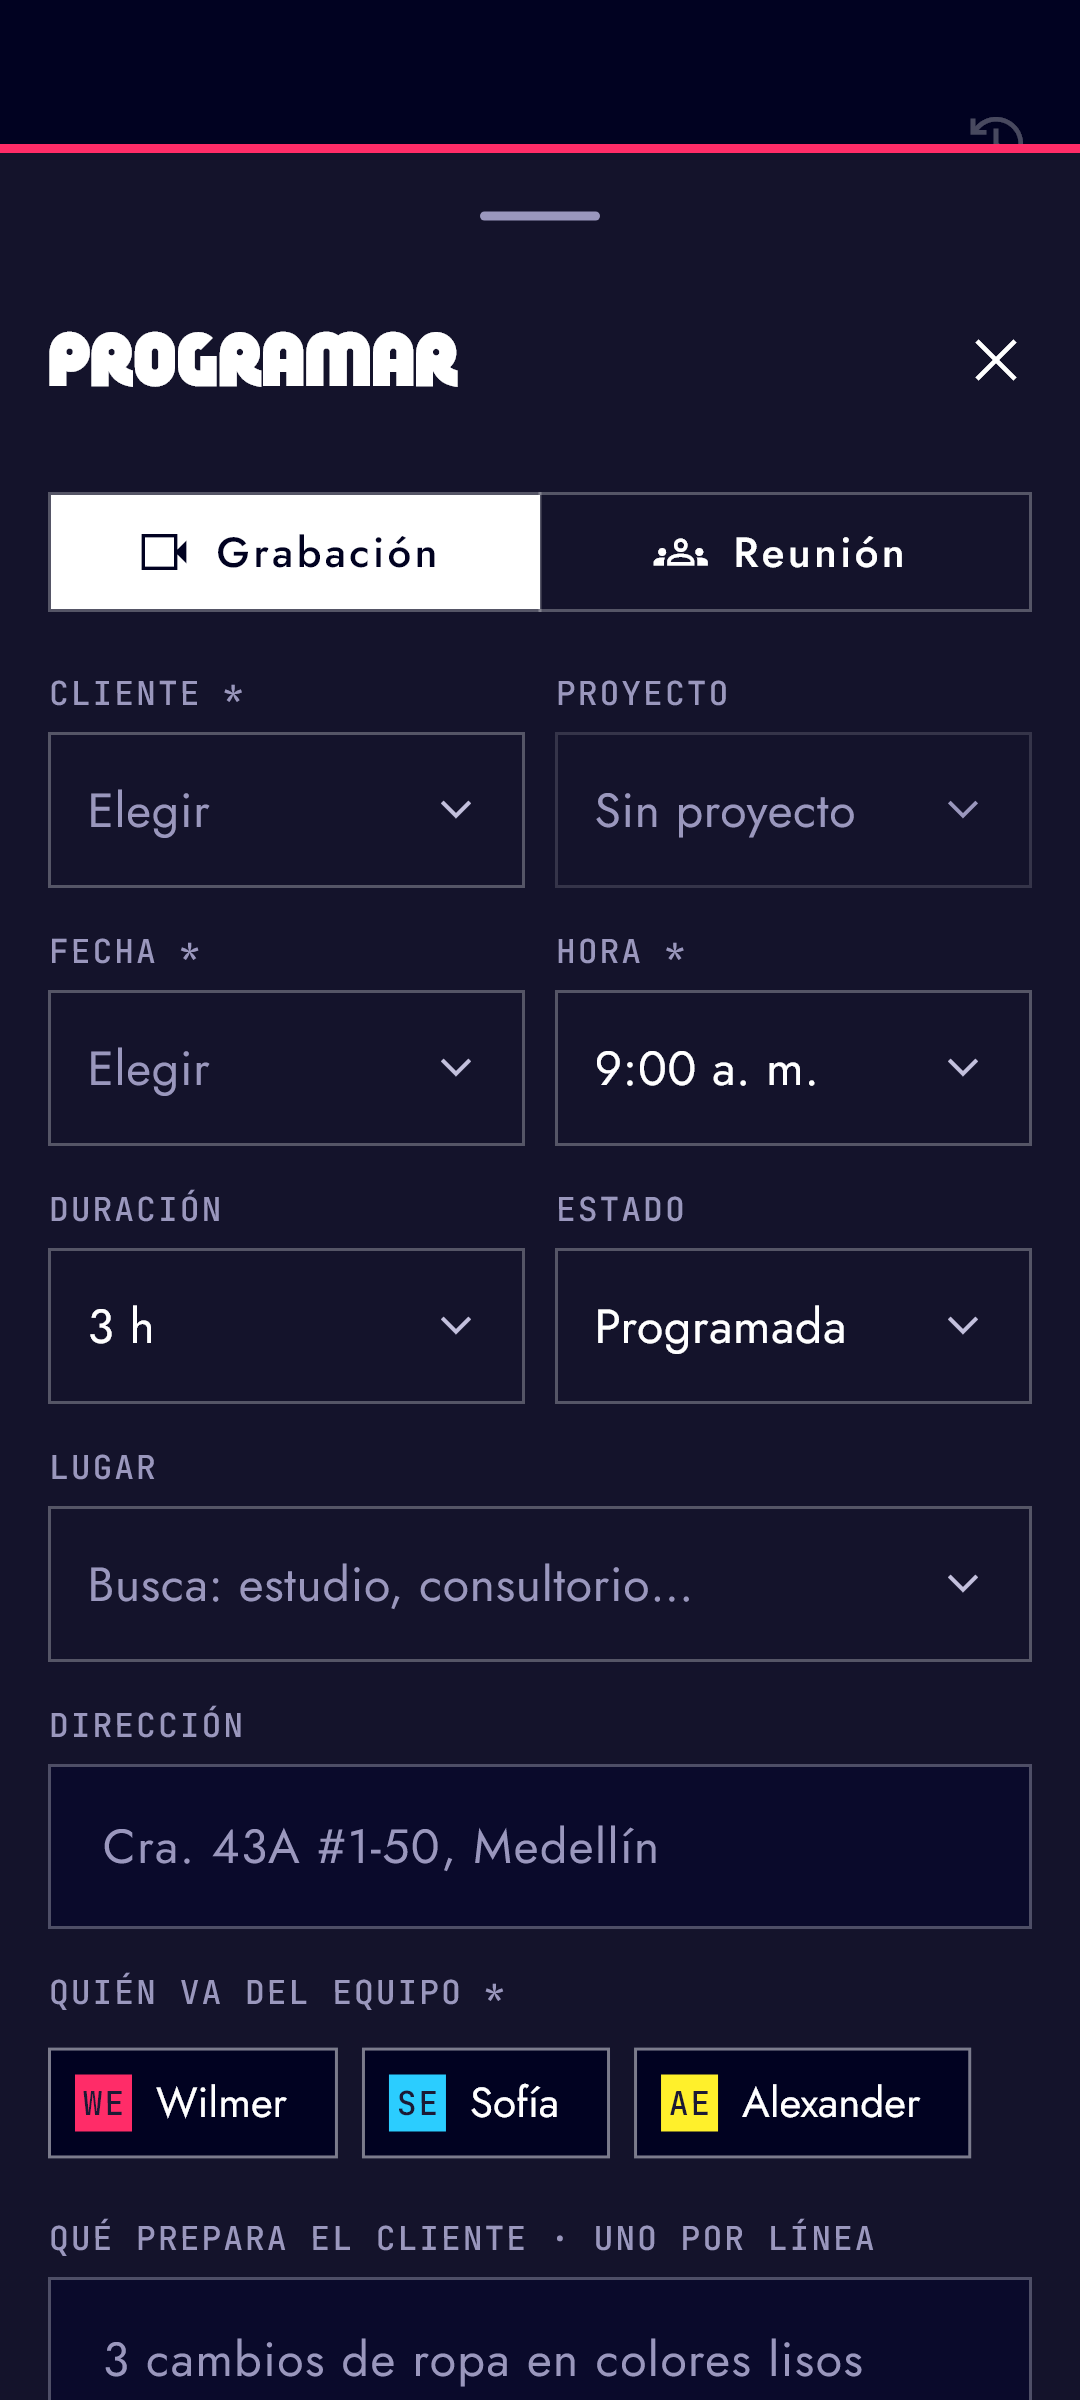 PROGRAMAR
Grabación
Reunión
CLIENTE *
PROYECTO
Elegir
Sin proyecto
FECHA *
HORA *
Elegir
9:00 a. m.
DURACIÓN
ESTADO
3 h
Programada
LUGAR
Busca: estudio, consultorio...
DIRECCIÓN
Cra. 43A #1-50, Medellín
QUIÉN VA DEL EQUIPO *
WE Wilmer
SE Sofía
AE Alexander
QUÉ PREPARA EL CLIENTE · UNO POR LÍNEA
3 cambios de ropa en colores lisos